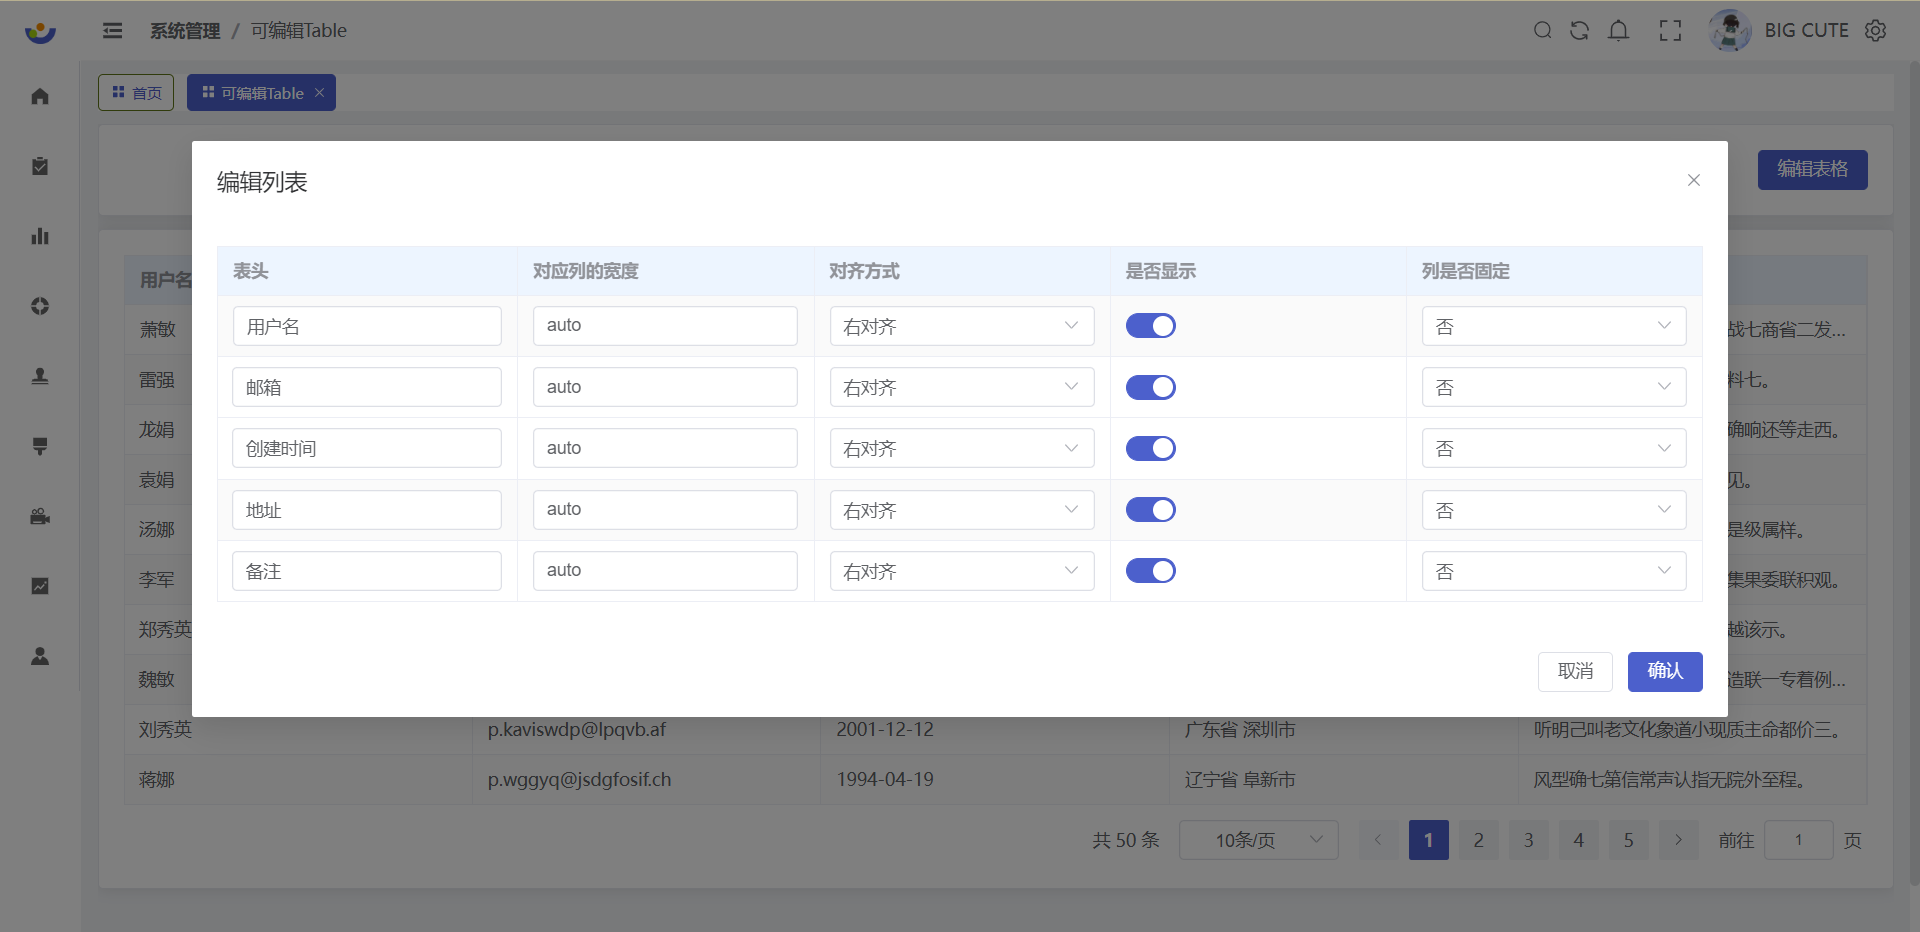 系统管理 / 可编辑Table
BIG CUTE
首页
可编辑Table
编辑表格
编辑列表
表头 对应列的宽度 对齐方式 是否显示 列是否固定
用户名 auto 右对齐 否
邮箱 auto 右对齐 否
创建时间 auto 右对齐 否
地址 auto 右对齐 否
备注 auto 右对齐 否
取消 确认
用户名
萧敏 战七商省二发...
雷强 料七。
龙娟 确响还等走西。
袁娟 见。
汤娜 是级属样。
李军 集果委联积观。
郑秀英 越该示。
魏敏 造联一专着例...
刘秀英 p.kaviswdp@lpqvb.af 2001-12-12 广东省 深圳市 听明己叫老文化象道小现质主命都价三。
蒋娜 p.wggyq@jsdgfosif.ch 1994-04-19 辽宁省 阜新市 风型确七第信常声认指无院外至程。
共 50 条 10条/页 1 2 3 4 5 前往 1 页